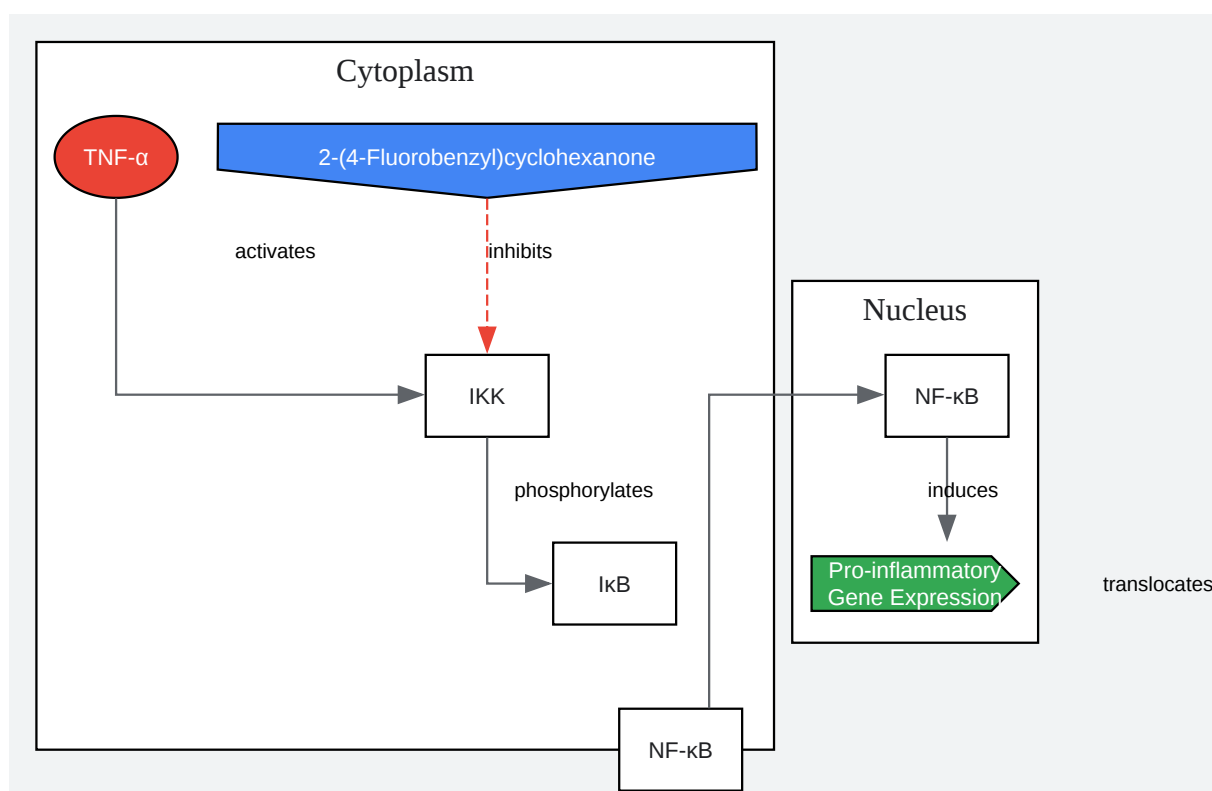 Cytoplasm
TNF-α
2-(4-Fluorobenzyl)cyclohexanone
activates
inhibits
Nucleus
IKK
NF-κB
phosphorylates
induces
IκB
Pro-inflammatory
Gene Expression
translocates
NF-κB